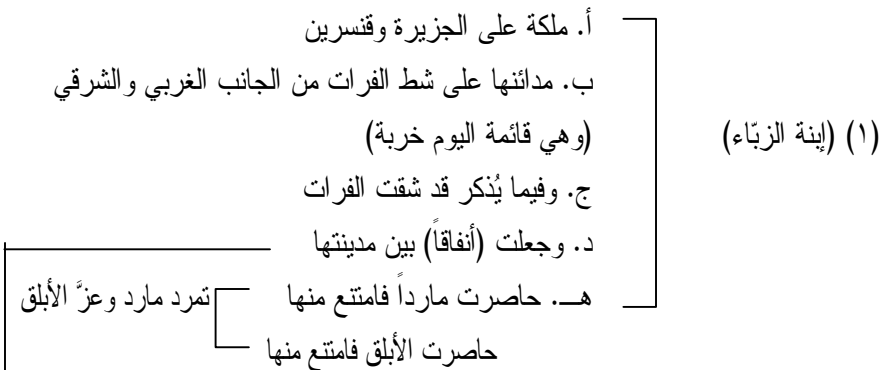 أ. ملكة على الجزيرة وقنسرين
ب. مدائنها على شط الفرات من الجانب الغربي والشرقي
(١) (إبنة الزبّاء)
(وهي قائمة اليوم خربة)
ج. وفيما يُذكر قد شقت الفرات
د. وجعلت (أنفاقاً) بين مدينتها
هـ. حاصرت مارداً فامتنع منها تمرد مارد وعزَّ الأبلق
حاصرت الأبلق فامتنع منها